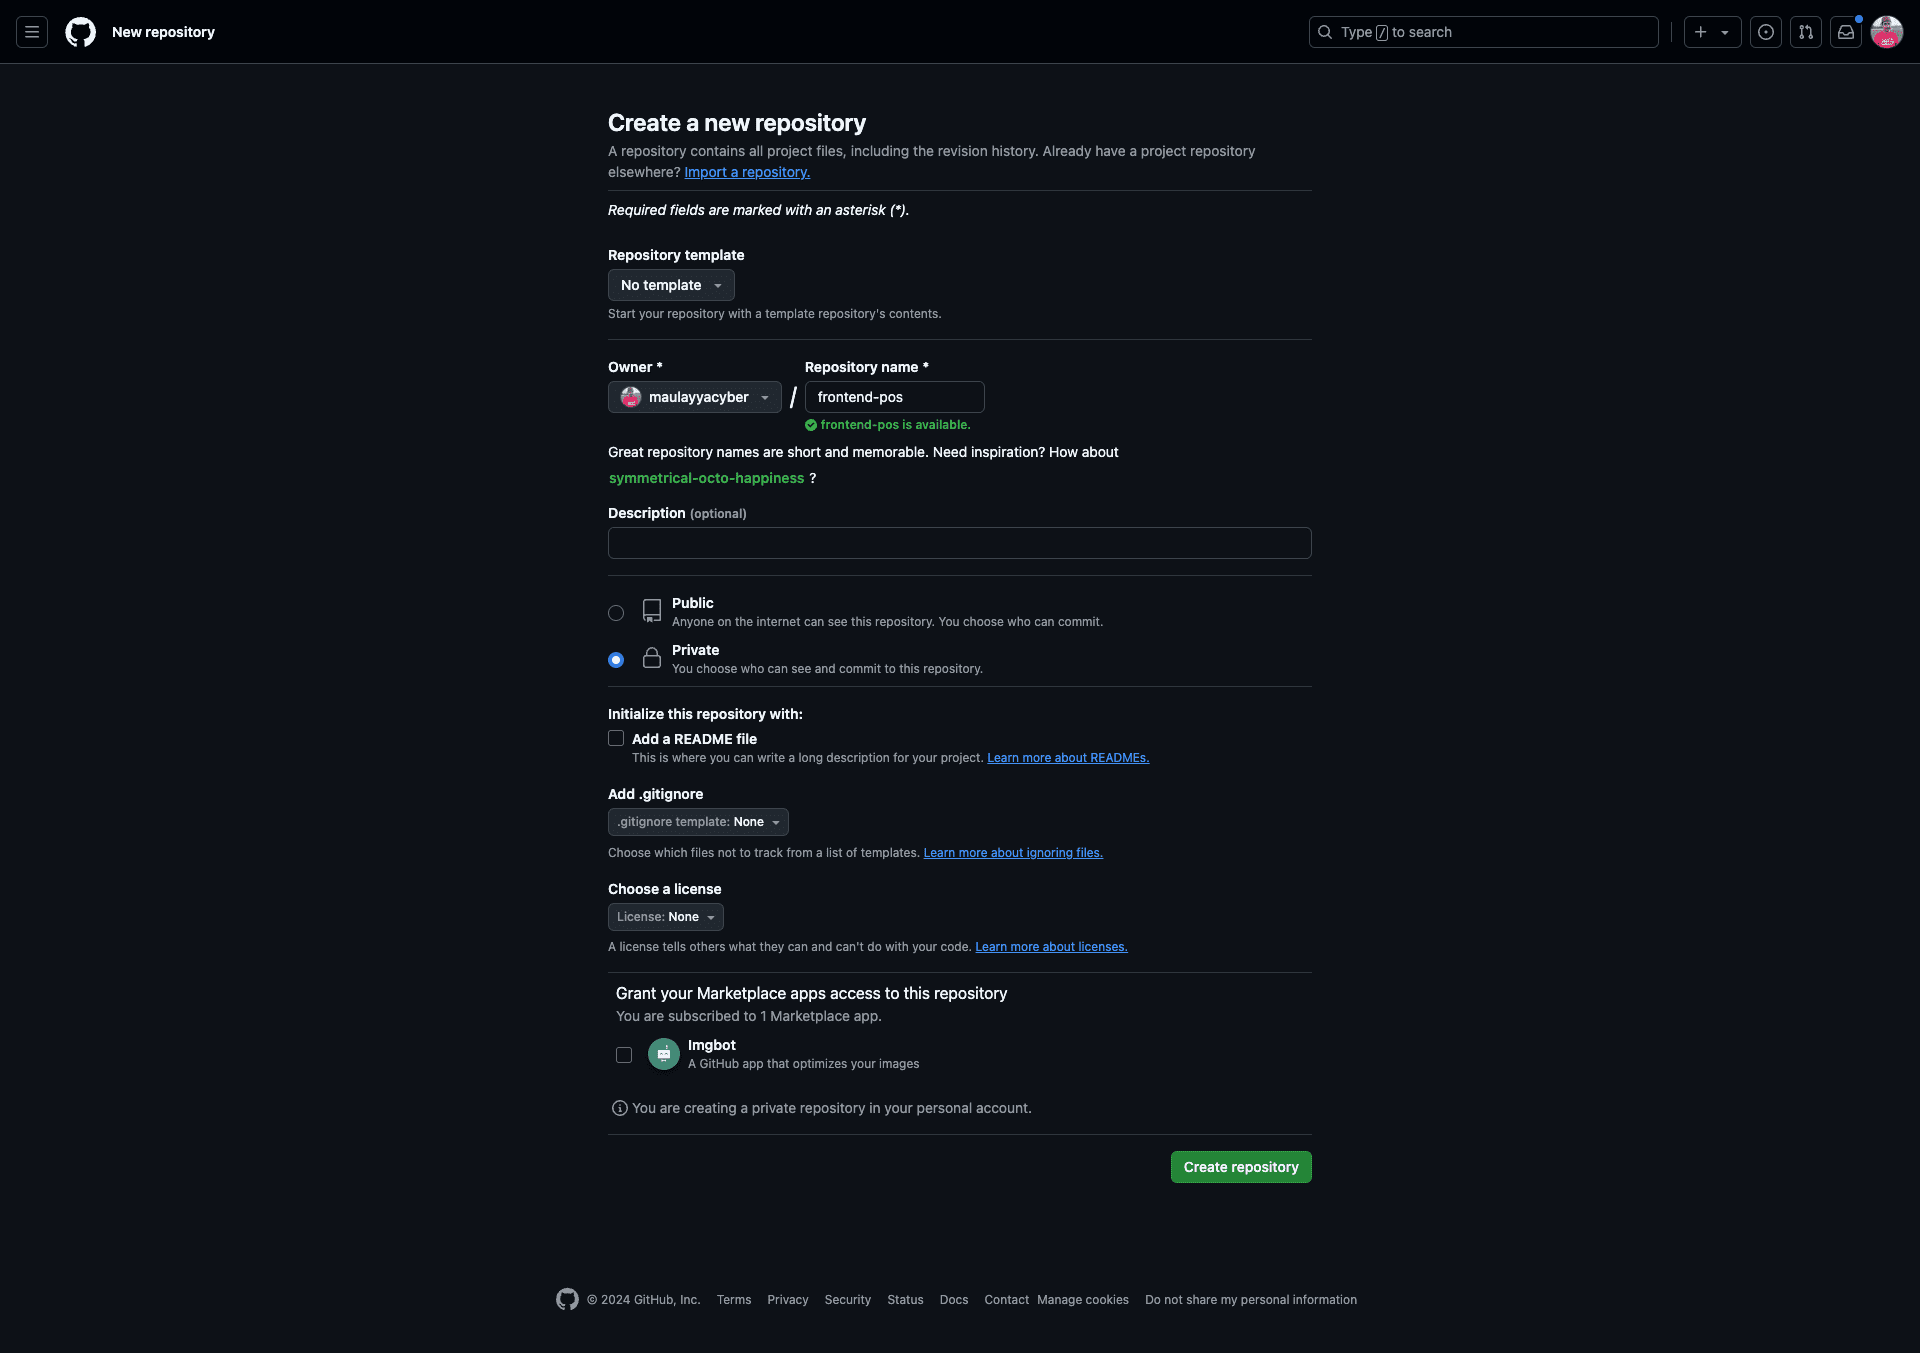 New repository
Type / to search
Create a new repository
A repository contains all project files, including the revision history. Already have a project repository
elsewhere? Import a repository.
Required fields are marked with an asterisk (*).
Repository template
No template
Start your repository with a template repository's contents.
Owner *
Repository name *
maulayyacyber
/
frontend-pos
frontend-pos is available.
Great repository names are short and memorable. Need inspiration? How about
symmetrical-octo-happiness ?
Description (optional)
Public
Anyone on the internet can see this repository. You choose who can commit.
Private
You choose who can see and commit to this repository.
Initialize this repository with:
Add a README file
This is where you can write a long description for your project. Learn more about READMEs.
Add .gitignore
.gitignore template: None
Choose which files not to track from a list of templates. Learn more about ignoring files.
Choose a license
License: None
A license tells others what they can and can't do with your code. Learn more about licenses.
Grant your Marketplace apps access to this repository
You are subscribed to 1 Marketplace app.
Imgbot
A GitHub app that optimizes your images
You are creating a private repository in your personal account.
Create repository
© 2024 GitHub, Inc. Terms Privacy Security Status Docs Contact Manage cookies Do not share my personal information